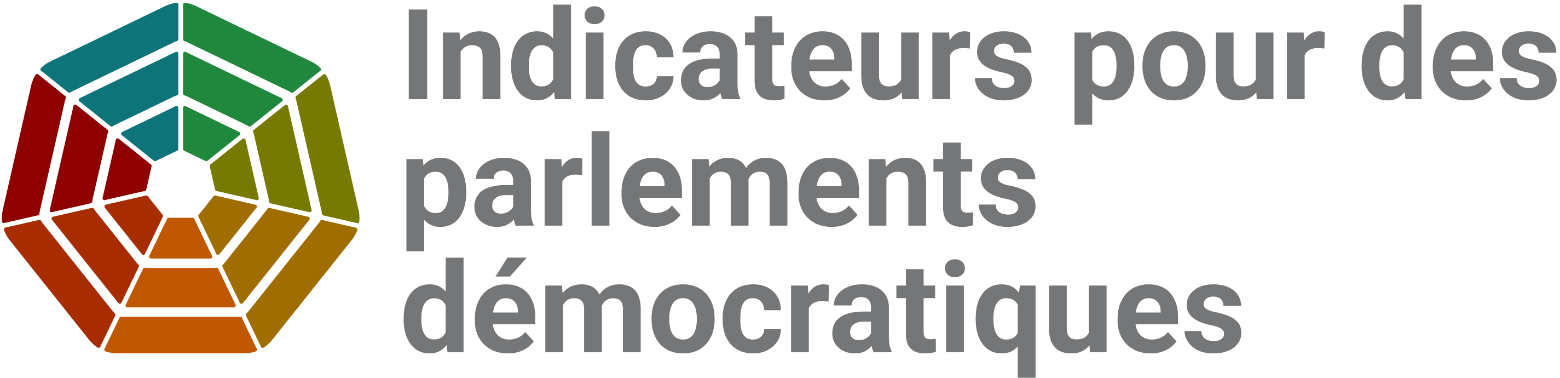 Indicateurs pour des
parlements
démocratiques